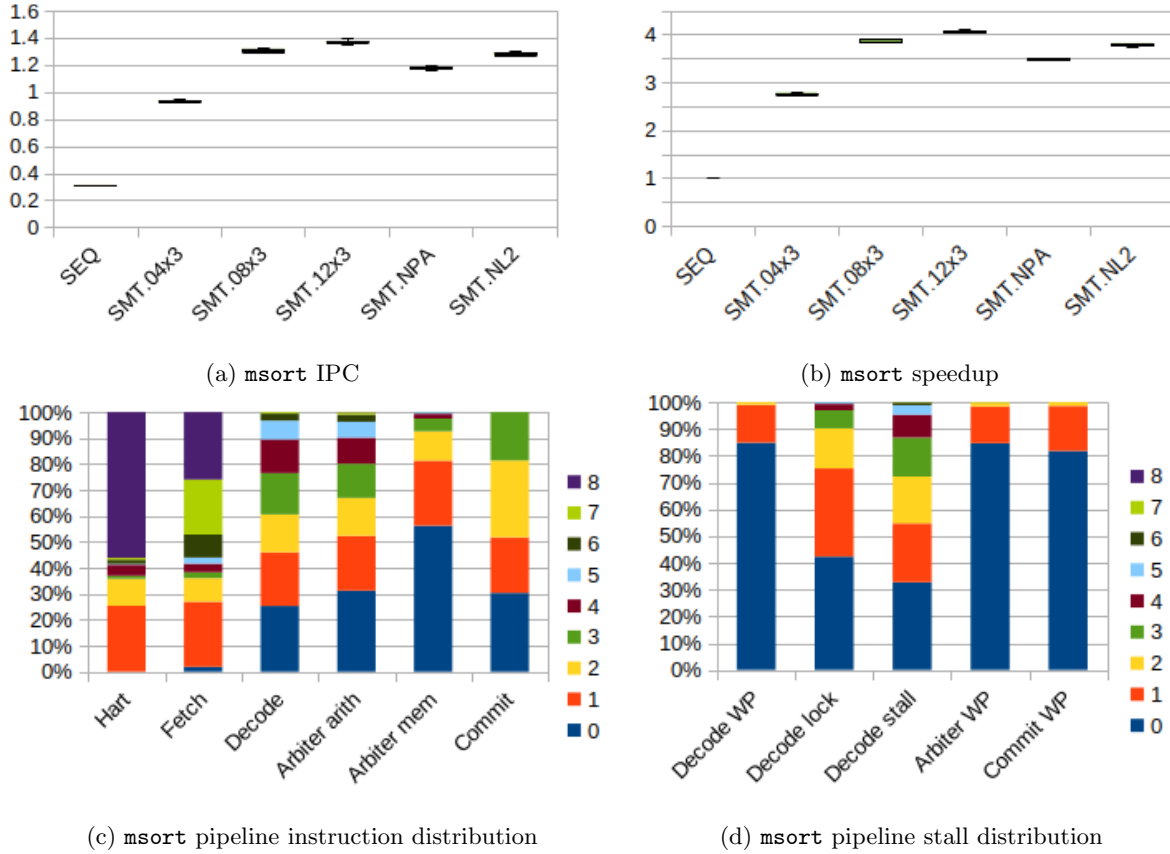 1.6
1.4
1.2
1
0.8
0.6
0.4
0.2
0
SEQ
SMT.04x3
SMT.08x3
SMT.12x3
SMT.NPA
SMT.NL2
(a) msort IPC
4
3
2
1
0
SEQ
SMT.04x3
SMT.08x3
SMT.12x3
SMT.NPA
SMT.NL2
(b) msort speedup
100%
90%
80%
70%
60%
50%
40%
30%
20%
10%
0%
Hart
Fetch
Decode
Arbiter arith
Arbiter mem
Commit
8
7
6
5
4
3
2
1
0
(c) msort pipeline instruction distribution
100%
90%
80%
70%
60%
50%
40%
30%
20%
10%
0%
Decode WP
Decode lock
Decode stall
Arbiter WP
Commit WP
8
7
6
5
4
3
2
1
0
(d) msort pipeline stall distribution